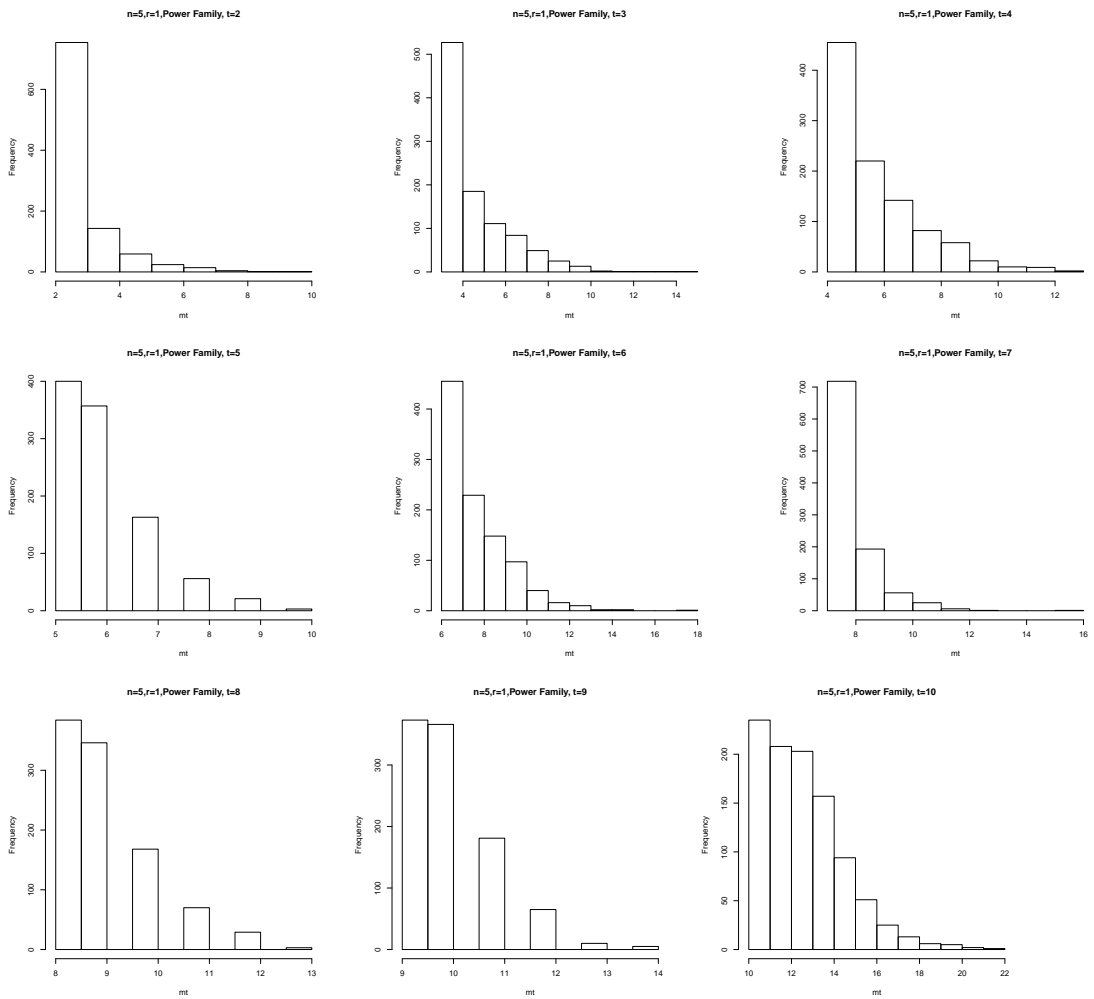 n=5,r=1,Power Family, t=2
Frequency
0 200 400 600
2 4 6 8 10
mt
n=5,r=1,Power Family, t=3
Frequency
0 100 200 300 400 500
4 6 8 10 12 14
mt
n=5,r=1,Power Family, t=4
Frequency
0 100 200 300 400
4 6 8 10 12
mt
n=5,r=1,Power Family, t=5
Frequency
0 100 200 300 400
5 6 7 8 9 10
mt
n=5,r=1,Power Family, t=6
Frequency
0 100 200 300 400
6 8 10 12 14 16 18
mt
n=5,r=1,Power Family, t=7
Frequency
0 100 200 300 400 500 600 700
8 10 12 14 16
mt
n=5,r=1,Power Family, t=8
Frequency
0 100 200 300
8 9 10 11 12 13
mt
n=5,r=1,Power Family, t=9
Frequency
0 100 200 300
9 10 11 12 13 14
mt
n=5,r=1,Power Family, t=10
Frequency
0 50 100 150 200
10 12 14 16 18 20 22
mt